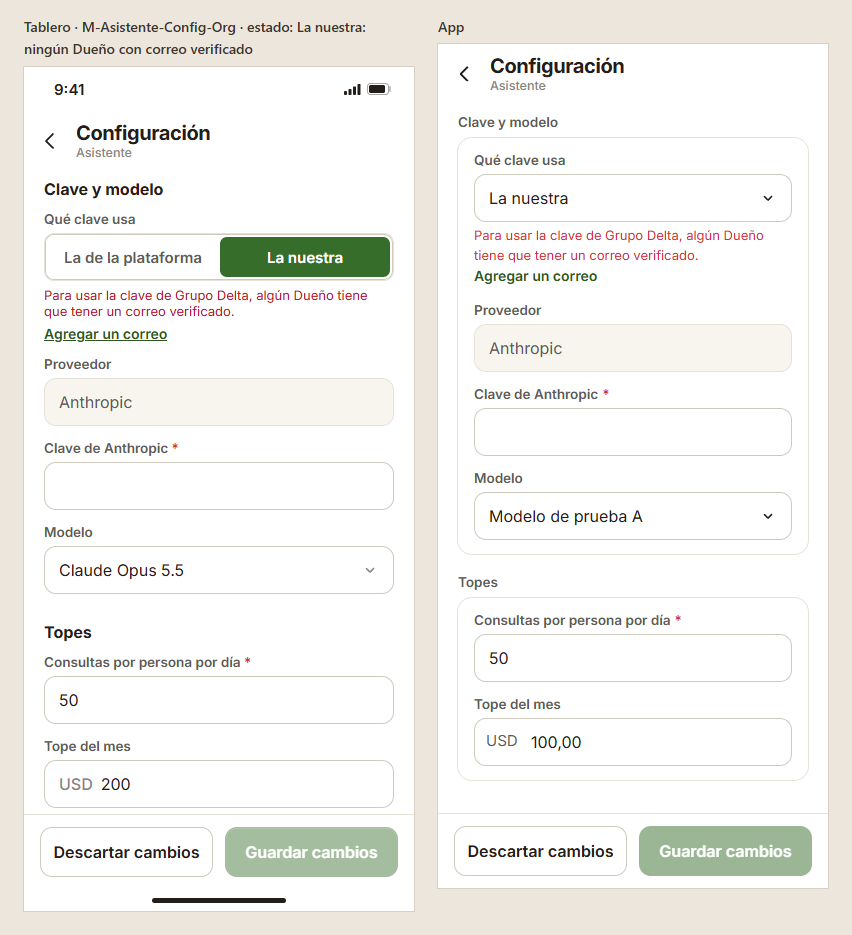 Tablero · M-Asistente-Config-Org · estado: La nuestra:
ningún Dueño con correo verificado
9:41
Configuración
Asistente
Clave y modelo
Qué clave usa
La de la plataforma
La nuestra
Para usar la clave de Grupo Delta, algún Dueño tiene
que tener un correo verificado.
Agregar un correo
Proveedor
Anthropic
Clave de Anthropic *
Modelo
Claude Opus 5.5
Topes
Consultas por persona por día *
50
Tope del mes
USD 200
Descartar cambios
Guardar cambios
App
Configuración
Asistente
Clave y modelo
Qué clave usa
La nuestra
Para usar la clave de Grupo Delta, algún Dueño
tiene que tener un correo verificado.
Agregar un correo
Proveedor
Anthropic
Clave de Anthropic *
Modelo
Modelo de prueba A
Topes
Consultas por persona por día *
50
Tope del mes
USD 100,00
Descartar cambios
Guardar cambios